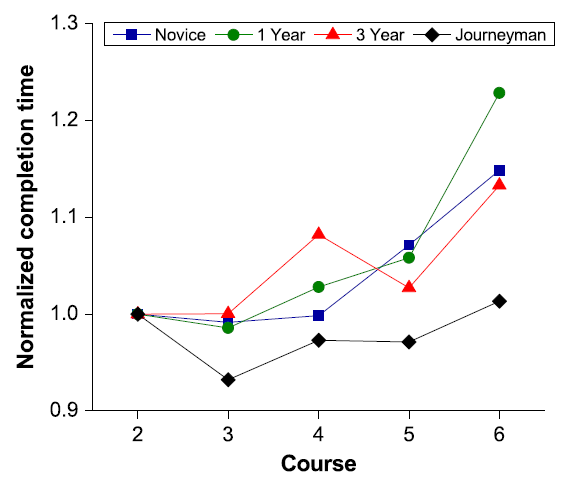 1.3
Novice 1 Year 3 Year Journeyman
1.2
1.1
1.0
0.9
Normalized completion time
2 3 4 5 6
Course